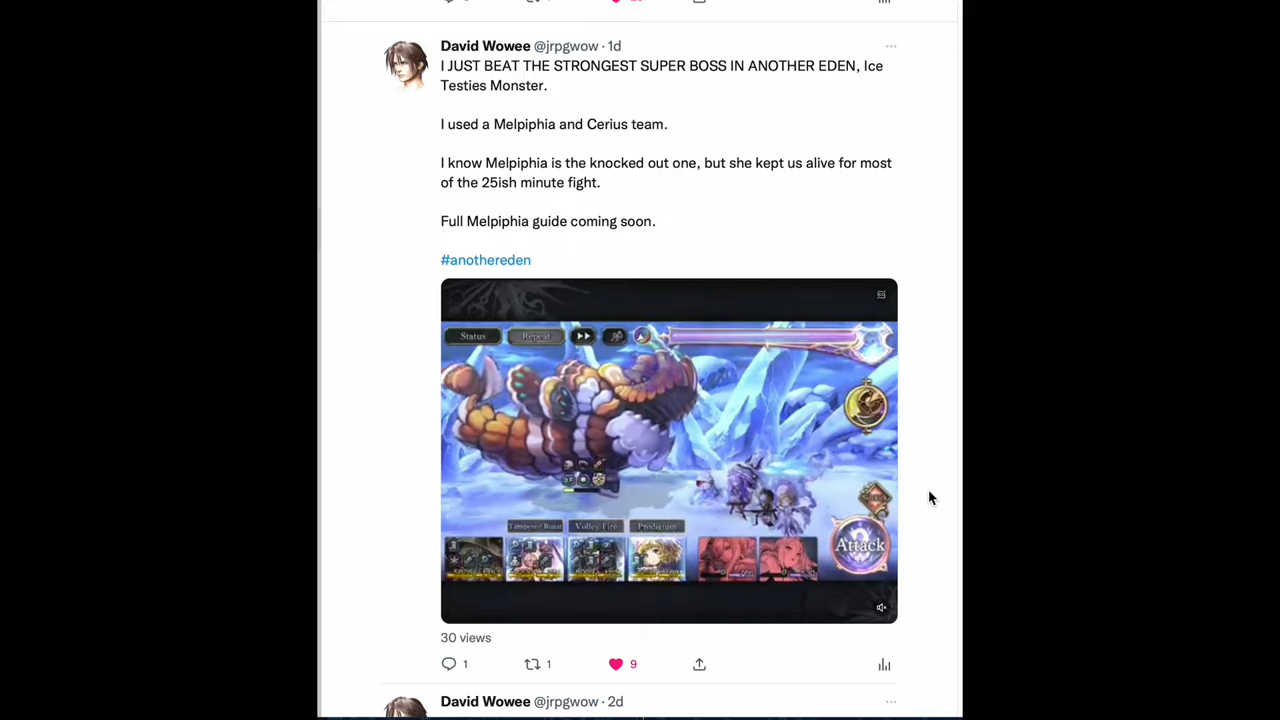 David Wowee @jrpgwow · 1d
I JUST BEAT THE STRONGEST SUPER BOSS IN ANOTHER EDEN, Ice
Testies Monster.
I used a Melpiphia and Cerius team.
I know Melpiphia is the knocked out one, but she kept us alive for most
of the 25ish minute fight.
Full Melpiphia guide coming soon.
#anothereden
Status
Repeat
Tampered Roast
Volley Fire
Prodigious
Attack
30 views
1
1
9
David Wowee @jrpgwow · 2d